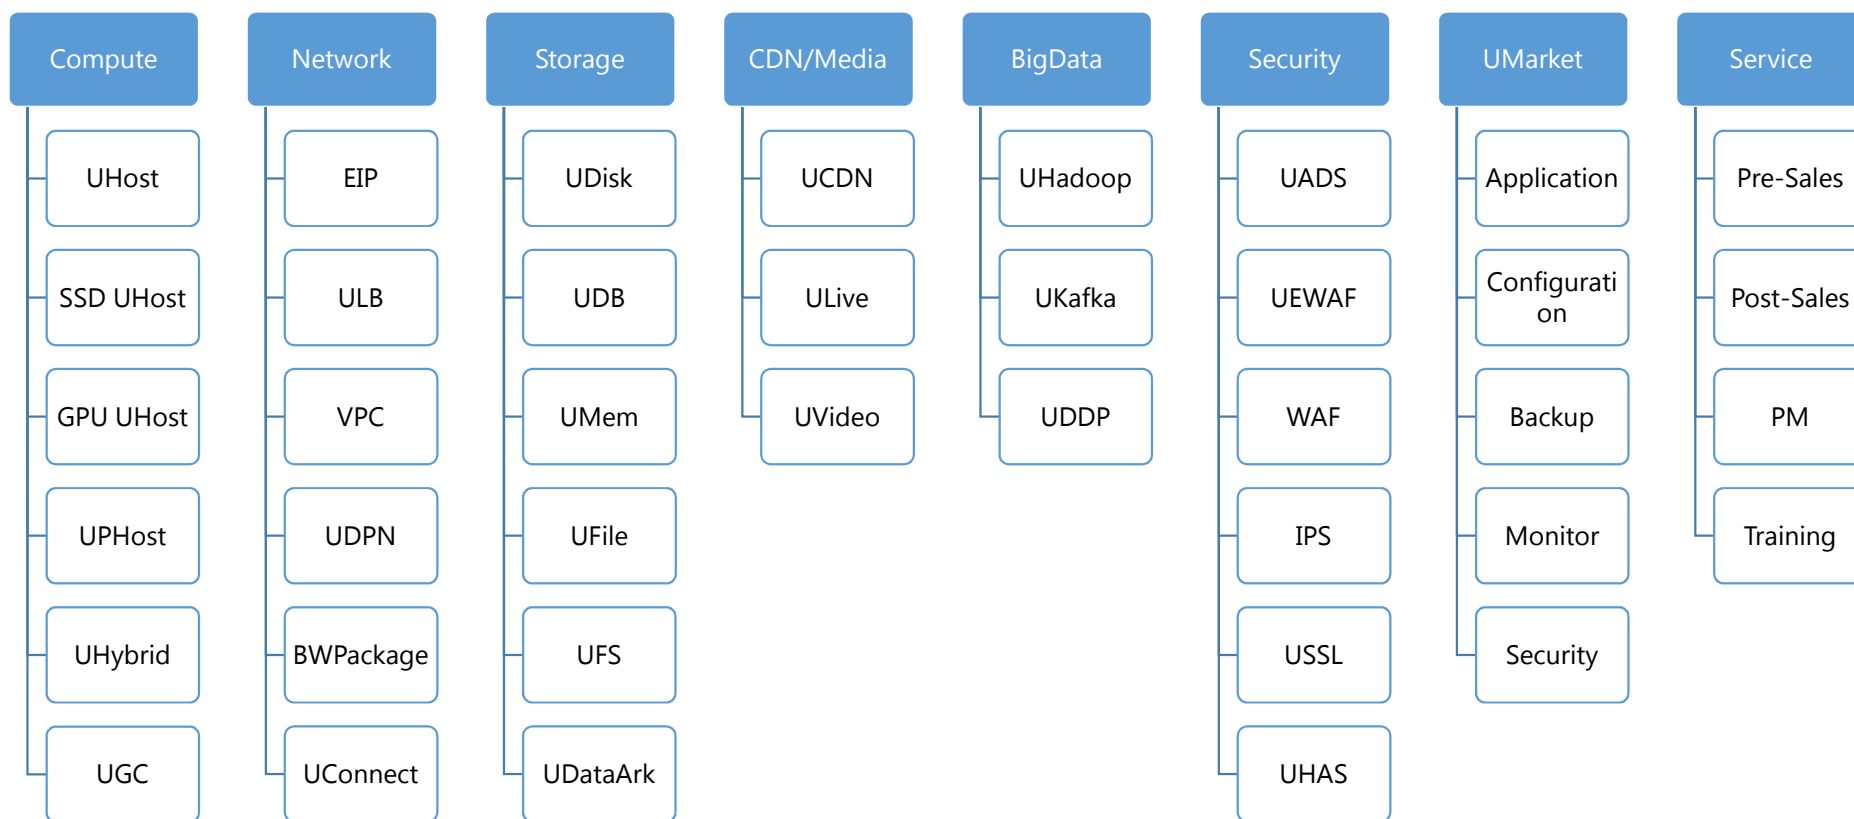 Compute
UHost
SSD UHost
GPU UHost
UPHost
UHybrid
UGC
Network
EIP
ULB
VPC
UDPN
BWPackage
UConnect
Storage
UDisk
UDB
UMem
UFile
UFS
UDataArk
CDN/Media
UCDN
ULive
UVideo
BigData
UHadoop
UKafka
UDDP
Security
UADS
UEWAF
WAF
IPS
USSL
UHAS
UMarket
Application
Configurati
on
Backup
Monitor
Security
Service
Pre-Sales
Post-Sales
PM
Training